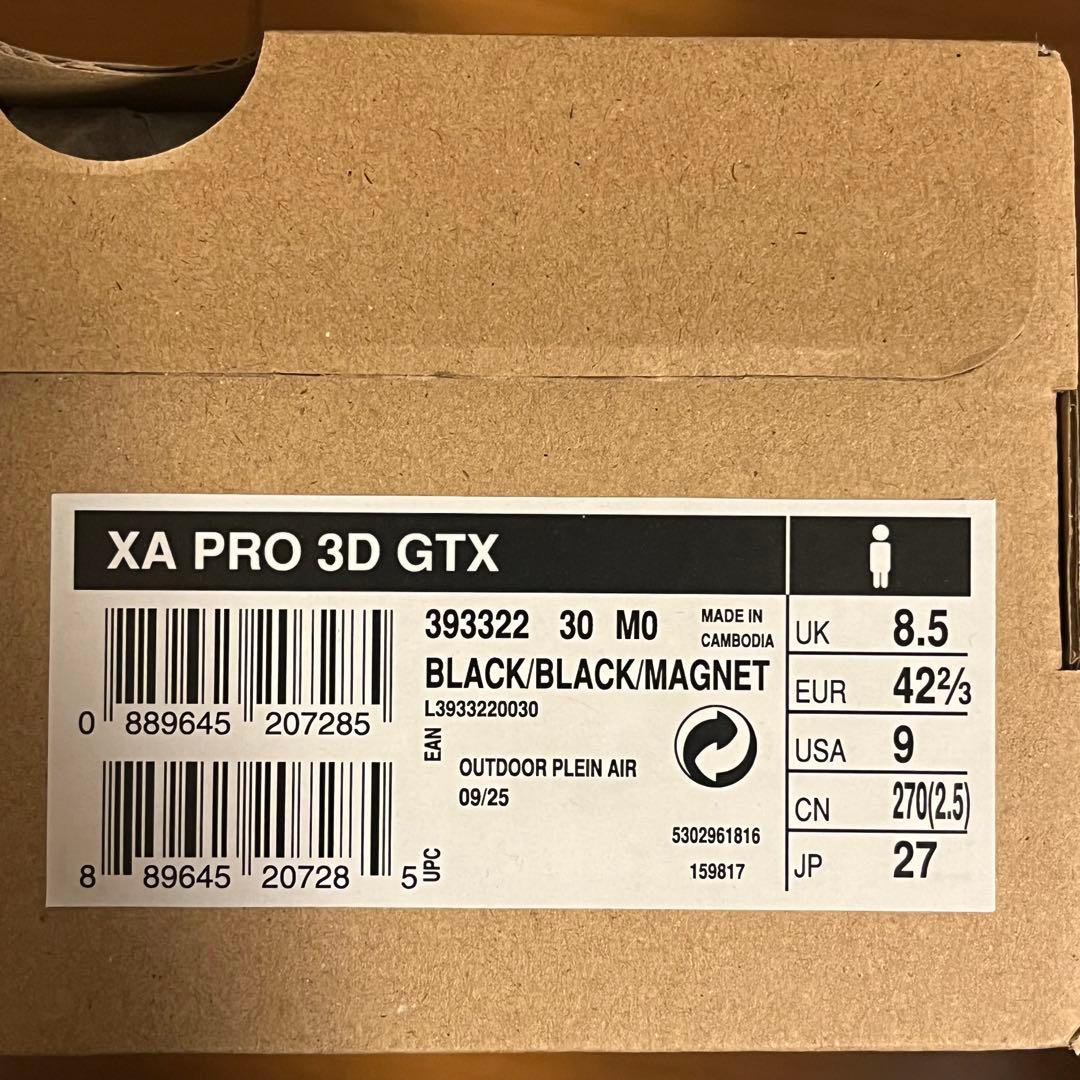 XA PRO 3D GTX
393322 30 M0
MADE IN
CAMBODIA
BLACK/BLACK/MAGNET
L3933220030
0 889645 207285
EAN
OUTDOOR PLEIN AIR
09/25
8 89645 20728 5
UPC
5302961816
159817
UK 8.5
EUR 42⅔
USA 9
CN 270(2.5)
JP 27